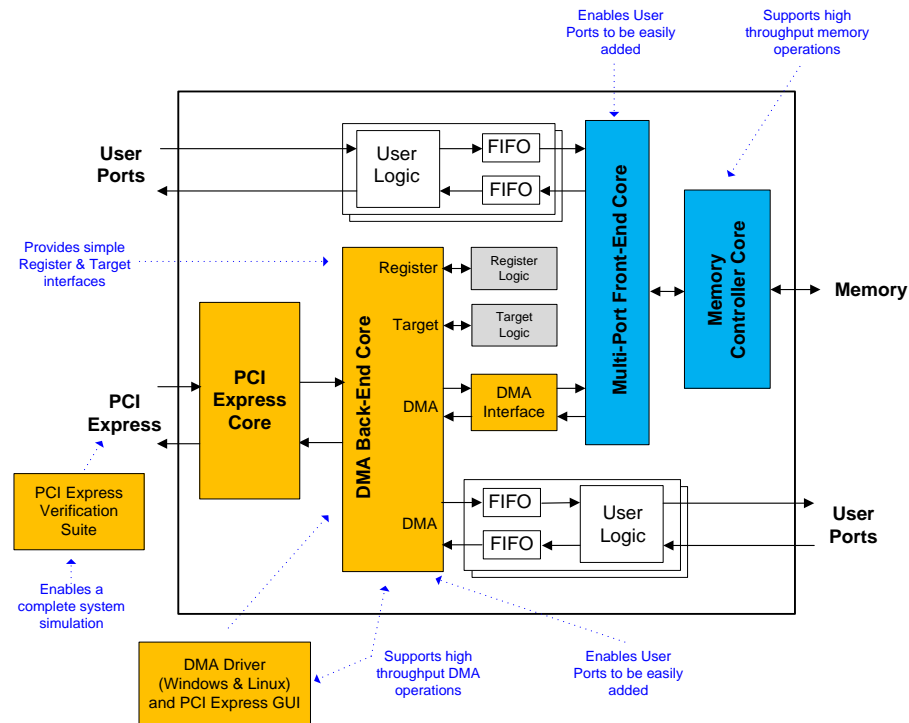 Enables User
Ports to be easily
added
Supports high
throughput memory
operations
User
Ports
User
Logic
FIFO
FIFO
Multi-Port Front-End Core
Memory
Controller Core
Memory
Provides simple
Register & Target
interfaces
Register
Register
Logic
Target
Target
Logic
DMA Back-End Core
PCI
Express
Core
PCI
Express
DMA
DMA
Interface
PCI Express
Verification
Suite
DMA
FIFO
FIFO
User
Logic
User
Ports
Enables a
complete system
simulation
DMA Driver
(Windows & Linux)
and PCI Express GUI
Supports high
throughput DMA
operations
Enables User
Ports to be easily
added